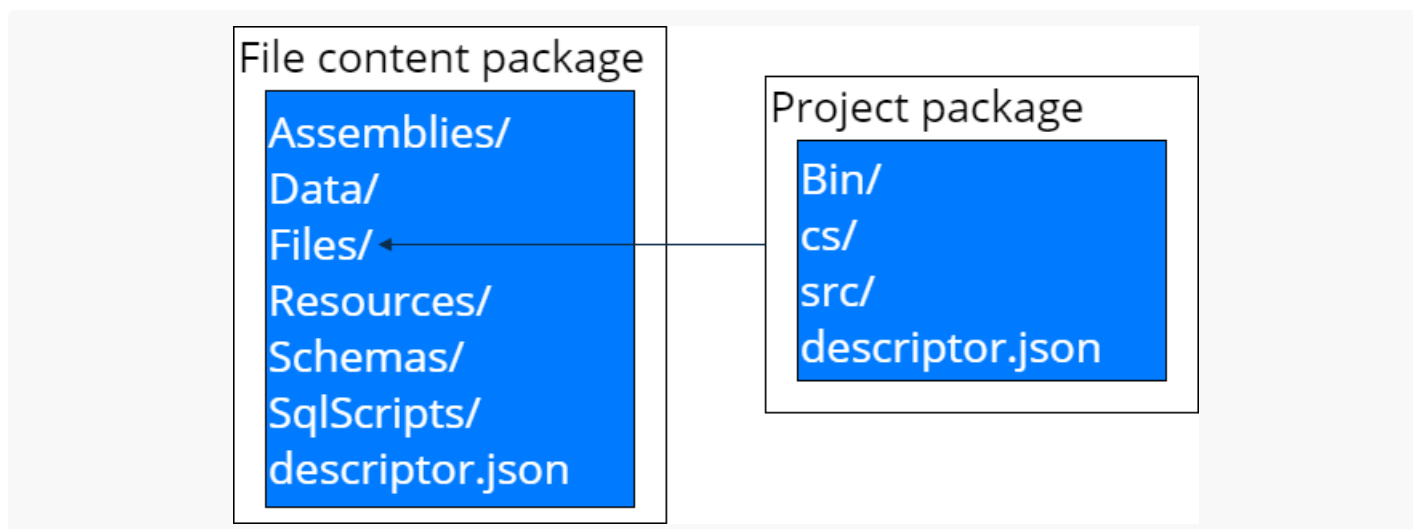 File content package
Assemblies/
Data/
Files/
Resources/
Schemas/
SqlScripts/
descriptor.json
Project package
Bin/
cs/
src/
descriptor.json